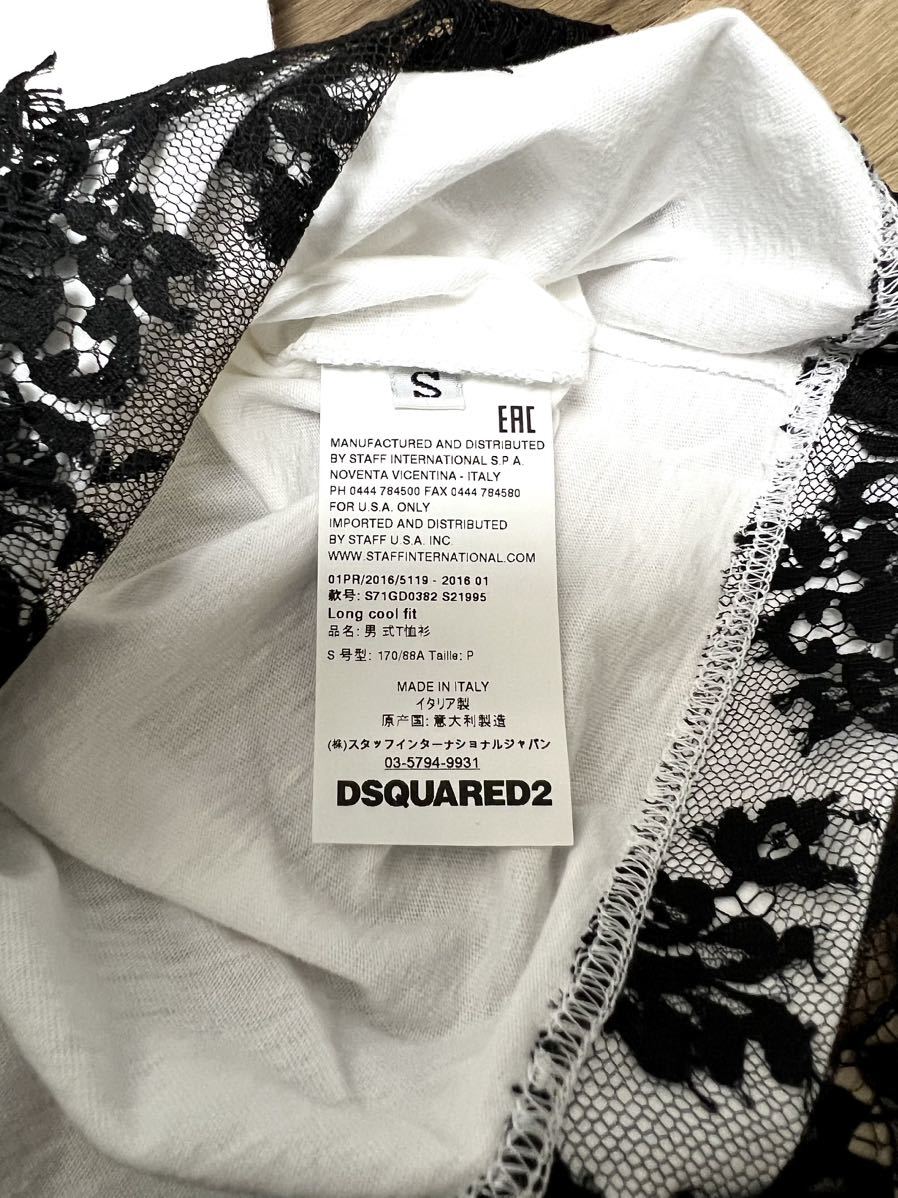 S
EAC
MANUFACTURED AND DISTRIBUTED
BY STAFF INTERNATIONAL S.P.A.
NOVENTA VICENTINA - ITALY
PH 0444 784500 FAX 0444 784580
FOR U.S.A. ONLY
IMPORTED AND DISTRIBUTED
BY STAFF U.S.A. INC.
WWW.STAFFINTERNATIONAL.COM
01PR/2016/5119 - 2016 01
款号: S71GD0382 S21995
Long cool fit
品名: 男 式T恤衫
S 号型: 170/88A Taille: P
MADE IN ITALY
イタリア製
原产国: 意大利製造
(株)スタッフインターナショナルジャパン
03-5794-9931
DSQUARED2